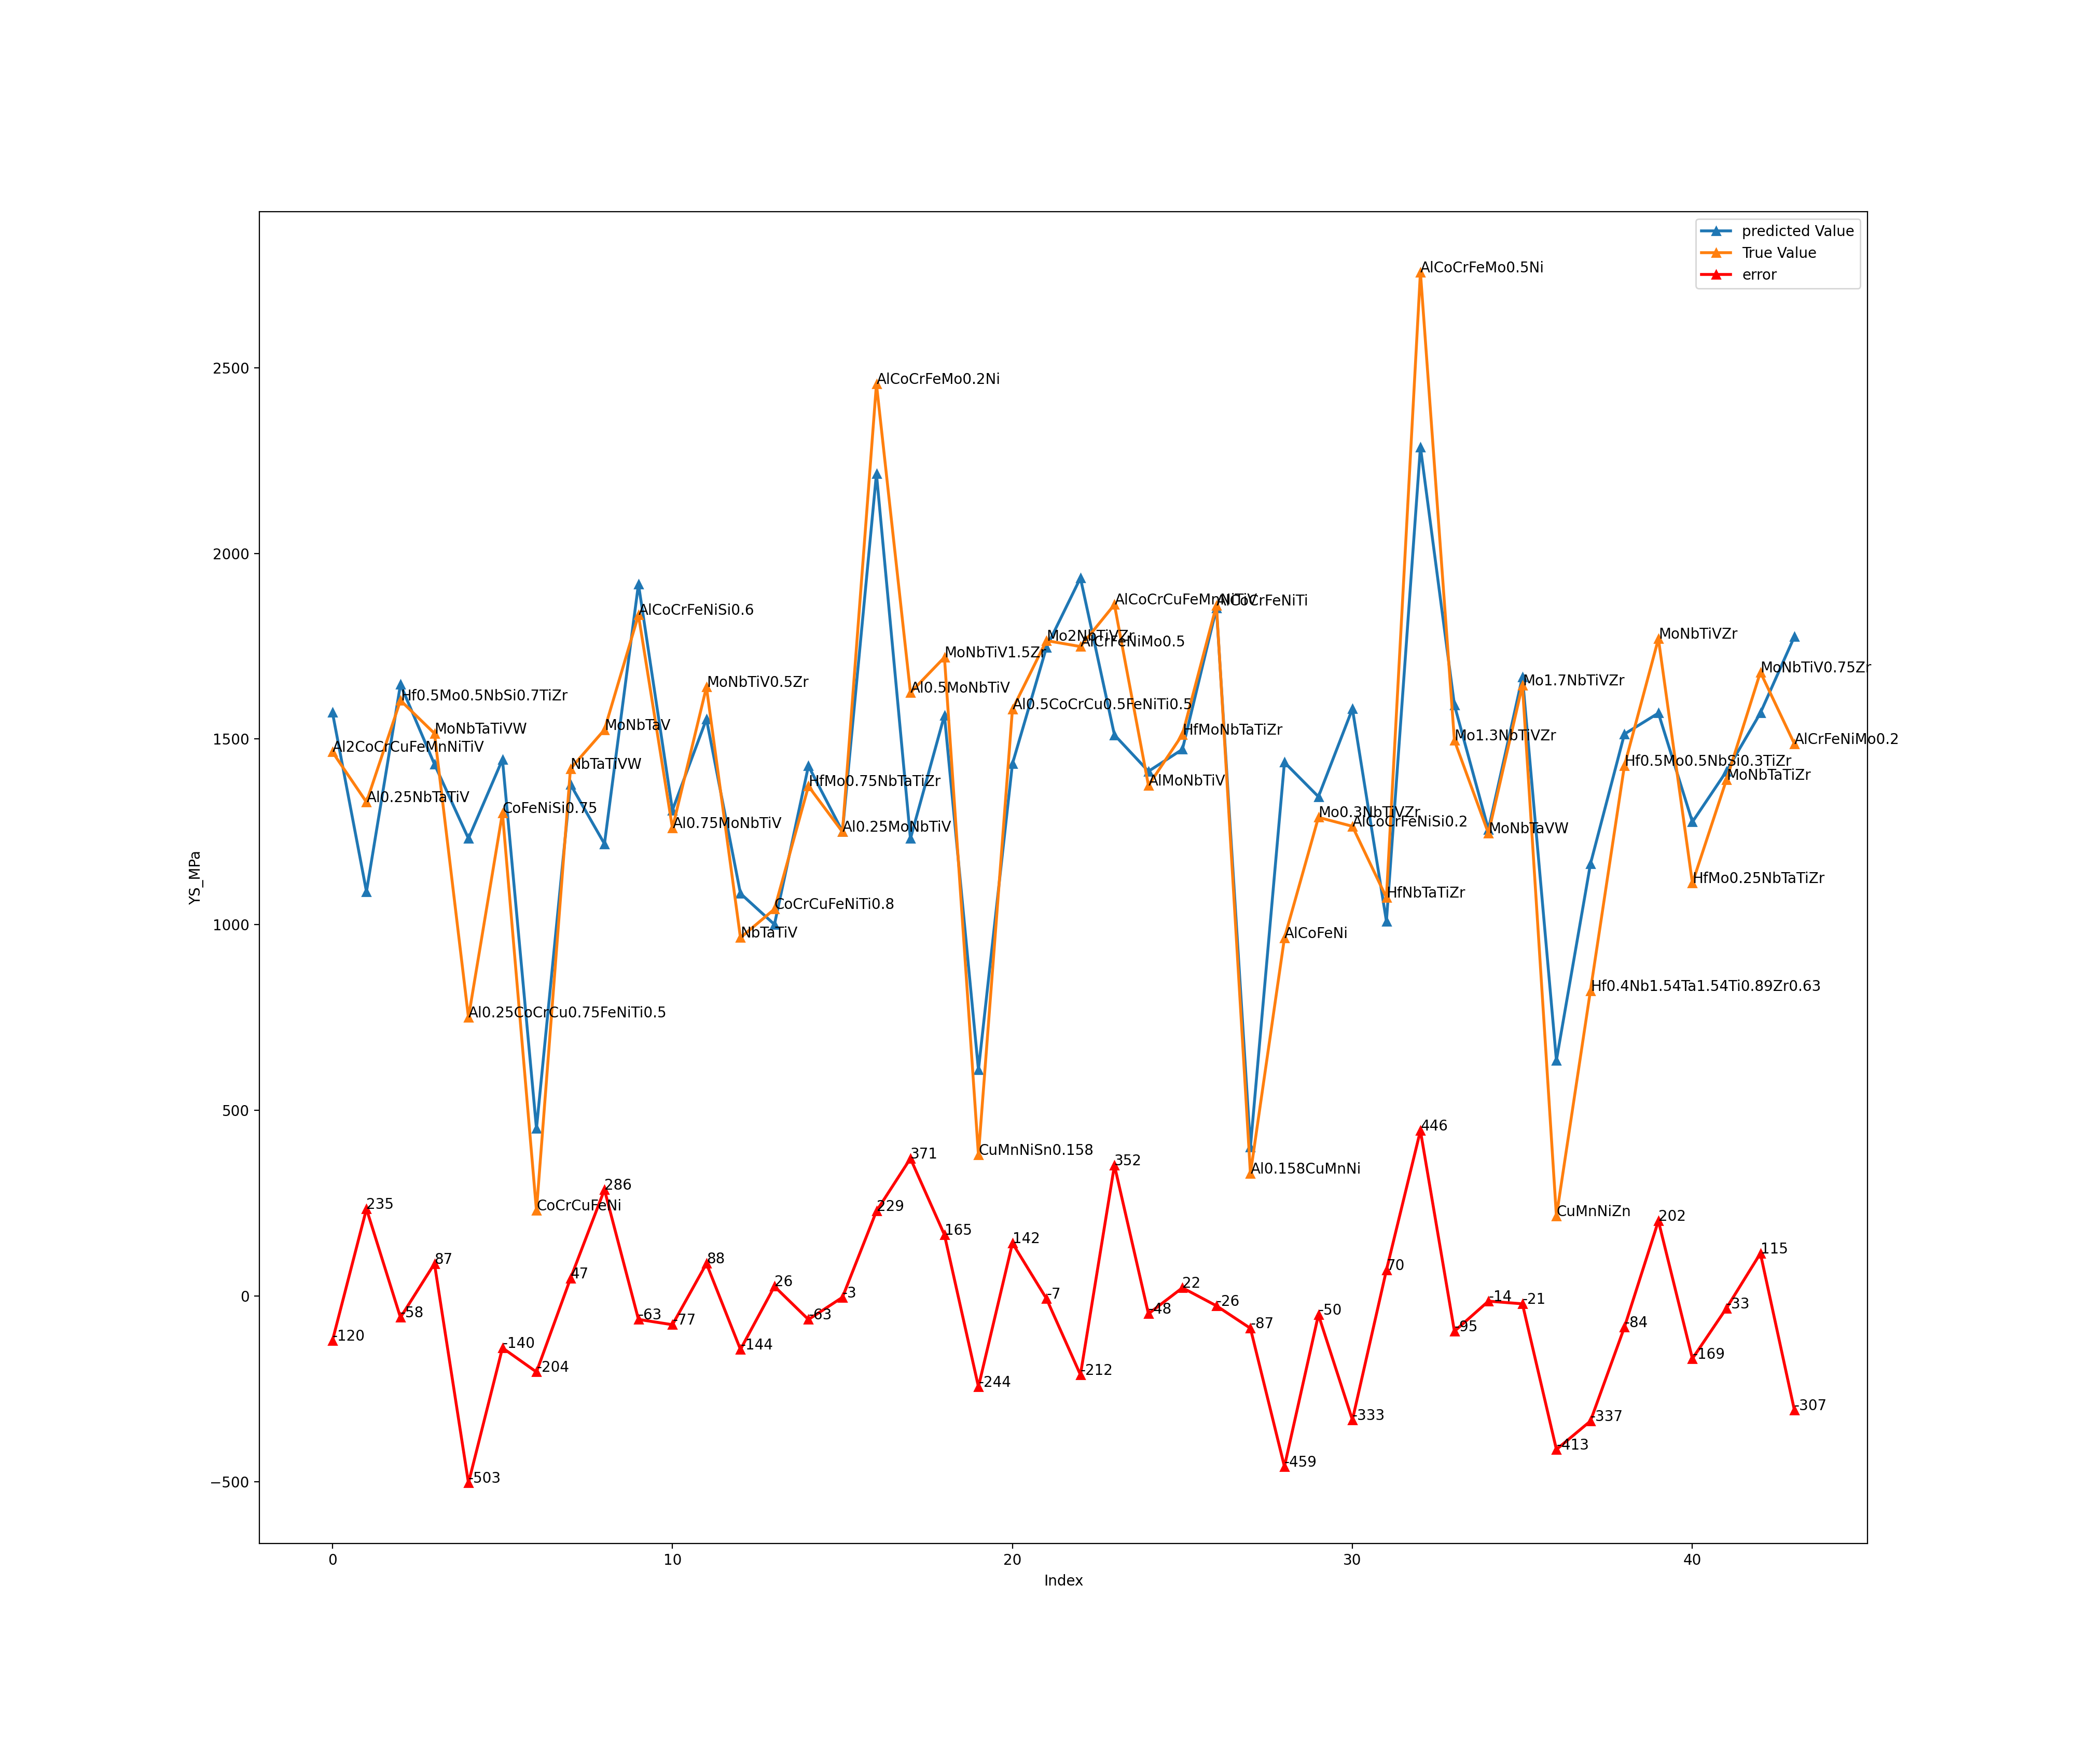 predicted Value
True Value
error
YS_MPa
2500
2000
1500
1000
500
0
−500
0
10
20
30
40
Index
Al2CoCrCuFeMnNiTiV
Al0.25NbTaTiV
Hf0.5Mo0.5NbSi0.7TiZr
MoNbTaTiVW
Al0.25CoCrCu0.75FeNiTi0.5
CoFeNiSi0.75
CoCrCuFeNi
NbTaTiVW
MoNbTaV
AlCoCrFeNiSi0.6
Al0.75MoNbTiV
MoNbTiV0.5Zr
NbTaTiV
CoCrCuFeNiTi0.8
HfMo0.75NbTaTiZr
Al0.25MoNbTiV
AlCoCrFeMo0.2Ni
Al0.5MoNbTiV
MoNbTiV1.5Zr
CuMnNiSn0.158
Al0.5CoCrCu0.5FeNiTi0.5
Mo2NbTiVZr
AlCrFeNiMo0.5
AlCoCrCuFeMnNiTiV
AlMoNbTiV
HfMoNbTaTiZr
AlCoCrFeNiTi
Al0.158CuMnNi
AlCoFeNi
Mo0.3NbTiVZr
AlCoCrFeNiSi0.2
HfNbTaTiZr
AlCoCrFeMo0.5Ni
Mo1.3NbTiVZr
MoNbTaVW
Mo1.7NbTiVZr
CuMnNiZn
Hf0.4Nb1.54Ta1.54Ti0.89Zr0.63
Hf0.5Mo0.5NbSi0.3TiZr
MoNbTiVZr
HfMo0.25NbTaTiZr
MoNbTaTiZr
MoNbTiV0.75Zr
AlCrFeNiMo0.2
-120
235
-58
87
-503
-140
-204
47
286
-63
-77
88
-144
26
-63
-3
229
371
165
-244
142
-7
-212
352
-48
22
-26
-87
-459
-50
-333
70
446
-95
-14
-21
-413
-337
-84
202
-169
-33
115
-307